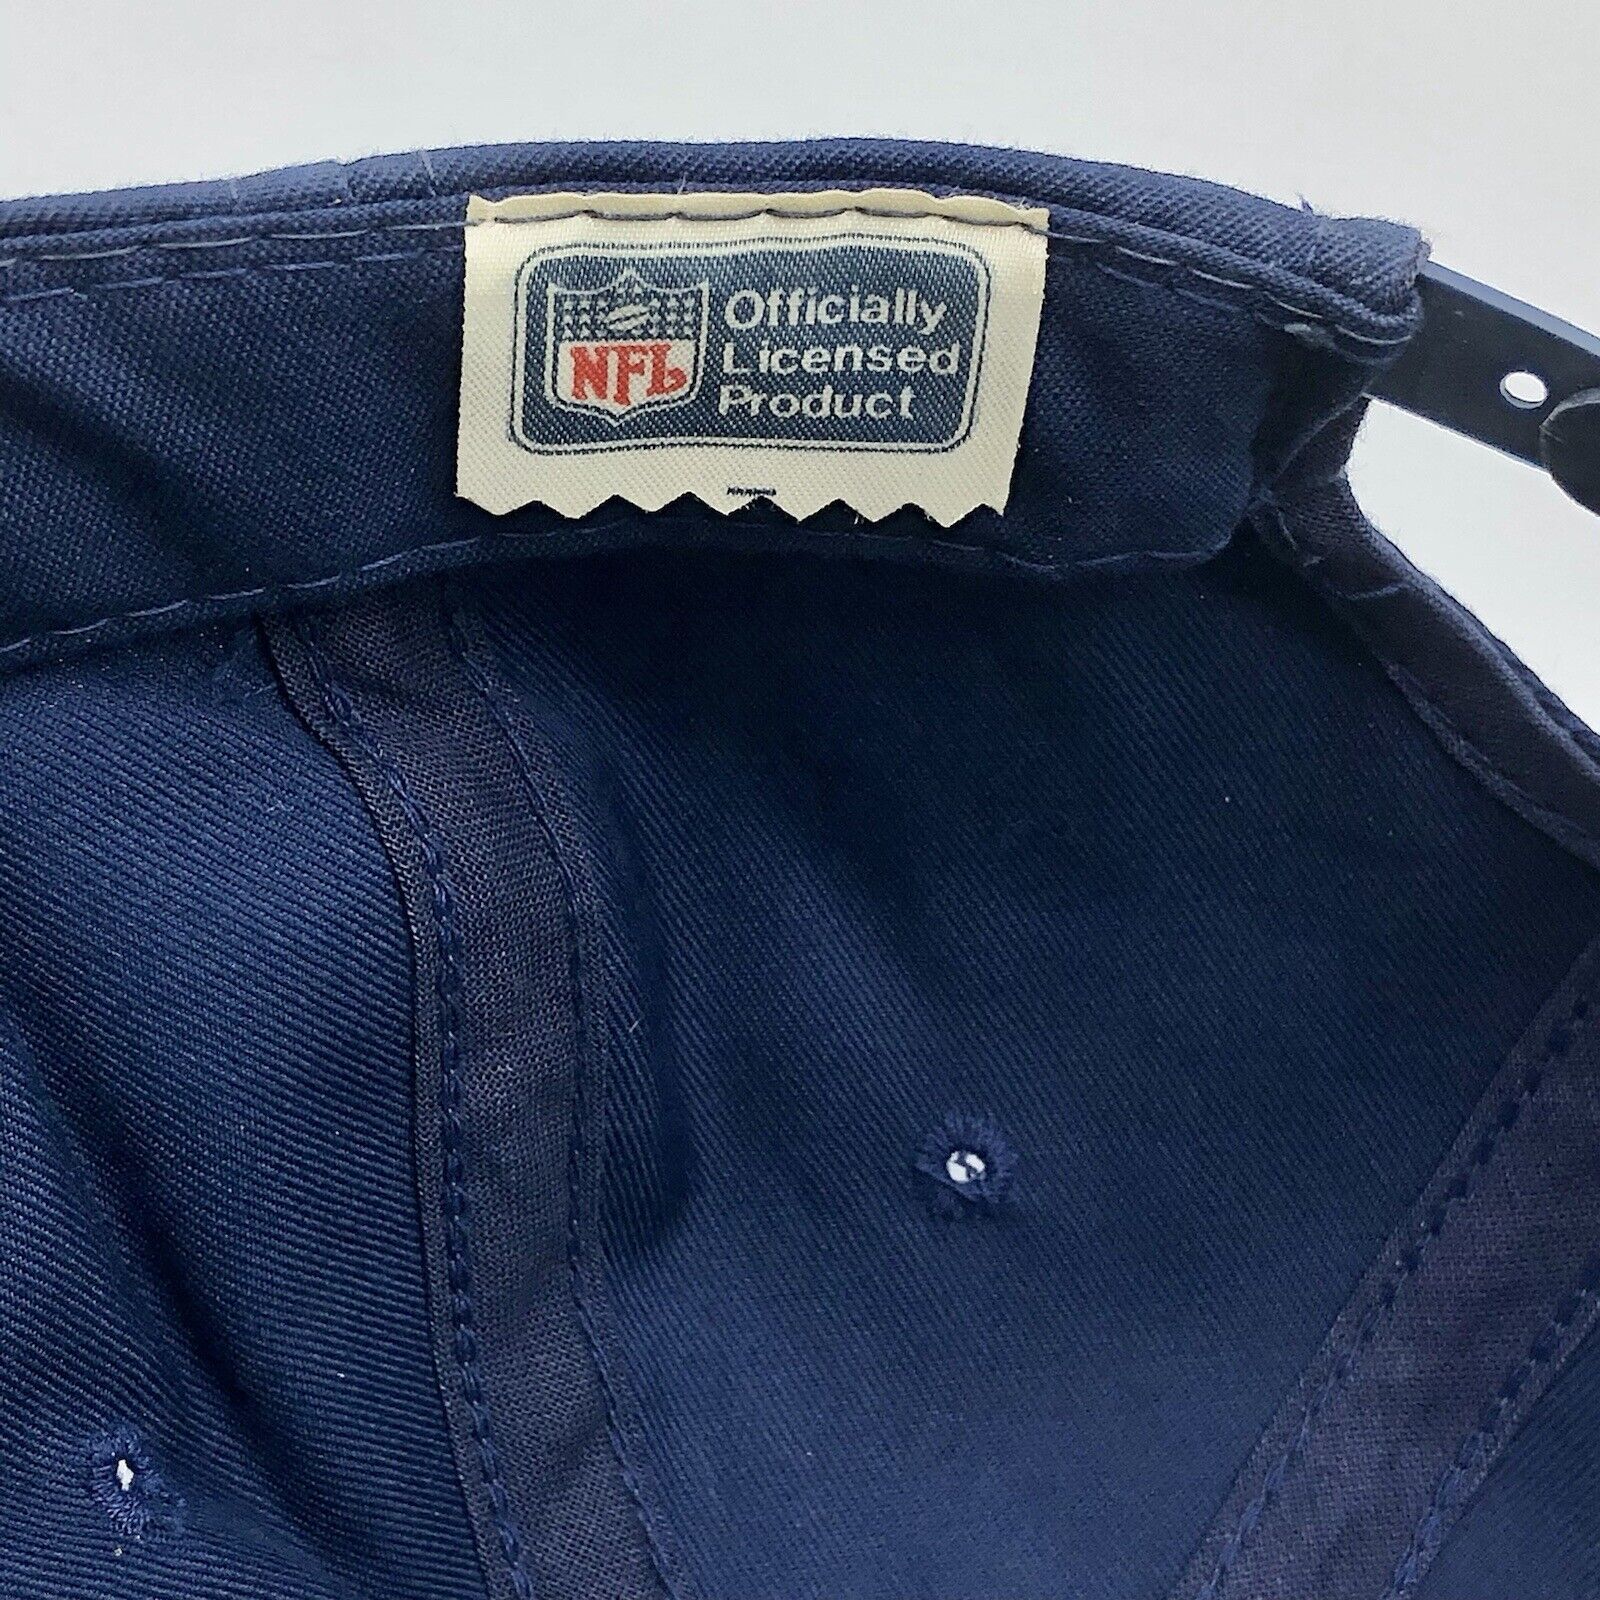 NFL
Officially
Licensed
Product